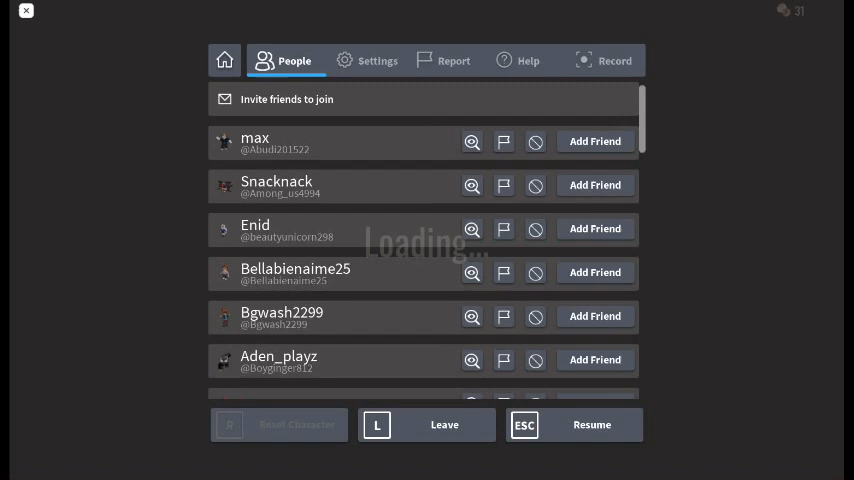 31
People
Settings
Report
Help
Record
Invite friends to join
max
@Abudi201522
Add Friend
Snacknack
@Among_us4994
Add Friend
Enid
@beautyunicorn298
Add Friend
Loading...
Bellabienaime25
@Bellabienaime25
Add Friend
Bgwash2299
@Bgwash2299
Add Friend
Aden_playz
@Boyginger812
Add Friend
R Reset Character
L Leave
ESC Resume